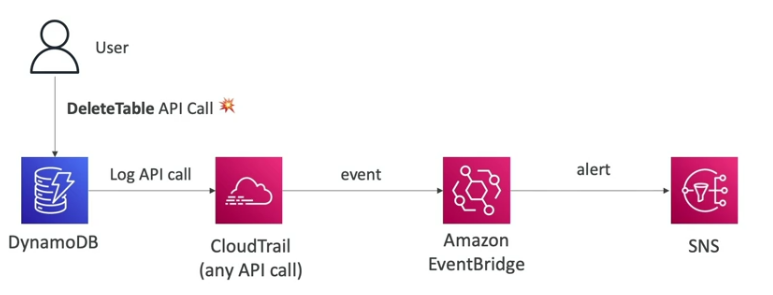 User
DeleteTable API Call 💥
Log API call
event
alert
DynamoDB
CloudTrail
(any API call)
Amazon
EventBridge
SNS